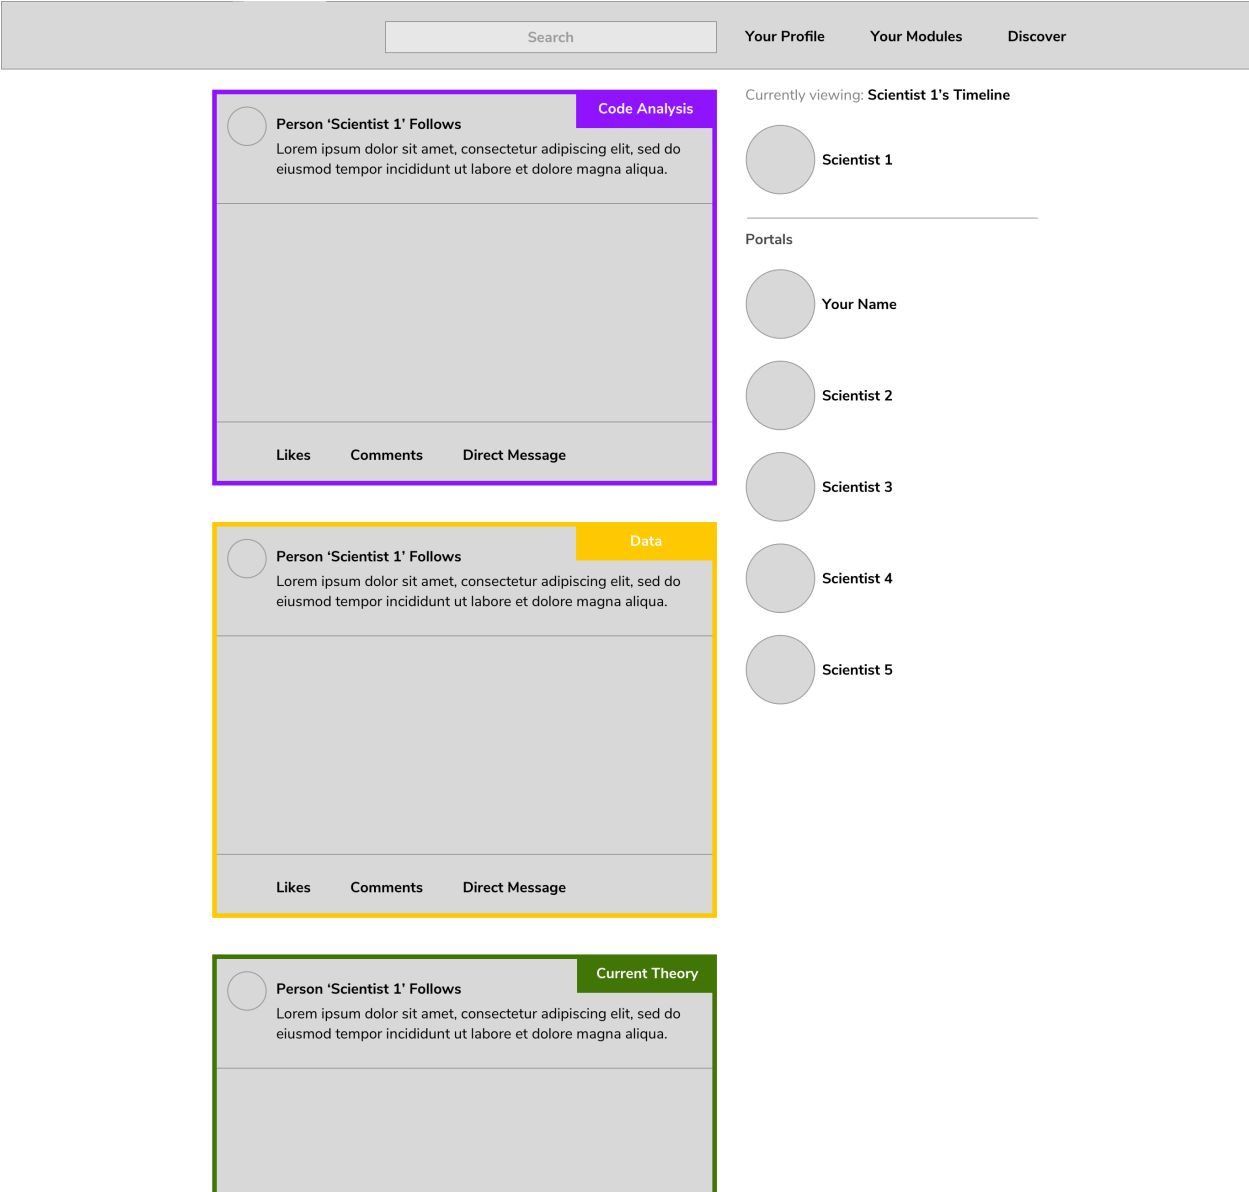 Search
Your Profile
Your Modules
Discover
Code Analysis
Person ‘Scientist 1’ Follows
Lorem ipsum dolor sit amet, consectetur adipiscing elit, sed do
eiusmod tempor incididunt ut labore et dolore magna aliqua.
Likes
Comments
Direct Message
Data
Person ‘Scientist 1’ Follows
Lorem ipsum dolor sit amet, consectetur adipiscing elit, sed do
eiusmod tempor incididunt ut labore et dolore magna aliqua.
Likes
Comments
Direct Message
Current Theory
Person ‘Scientist 1’ Follows
Lorem ipsum dolor sit amet, consectetur adipiscing elit, sed do
eiusmod tempor incididunt ut labore et dolore magna aliqua.
Currently viewing: Scientist 1’s Timeline
Scientist 1
Portals
Your Name
Scientist 2
Scientist 3
Scientist 4
Scientist 5